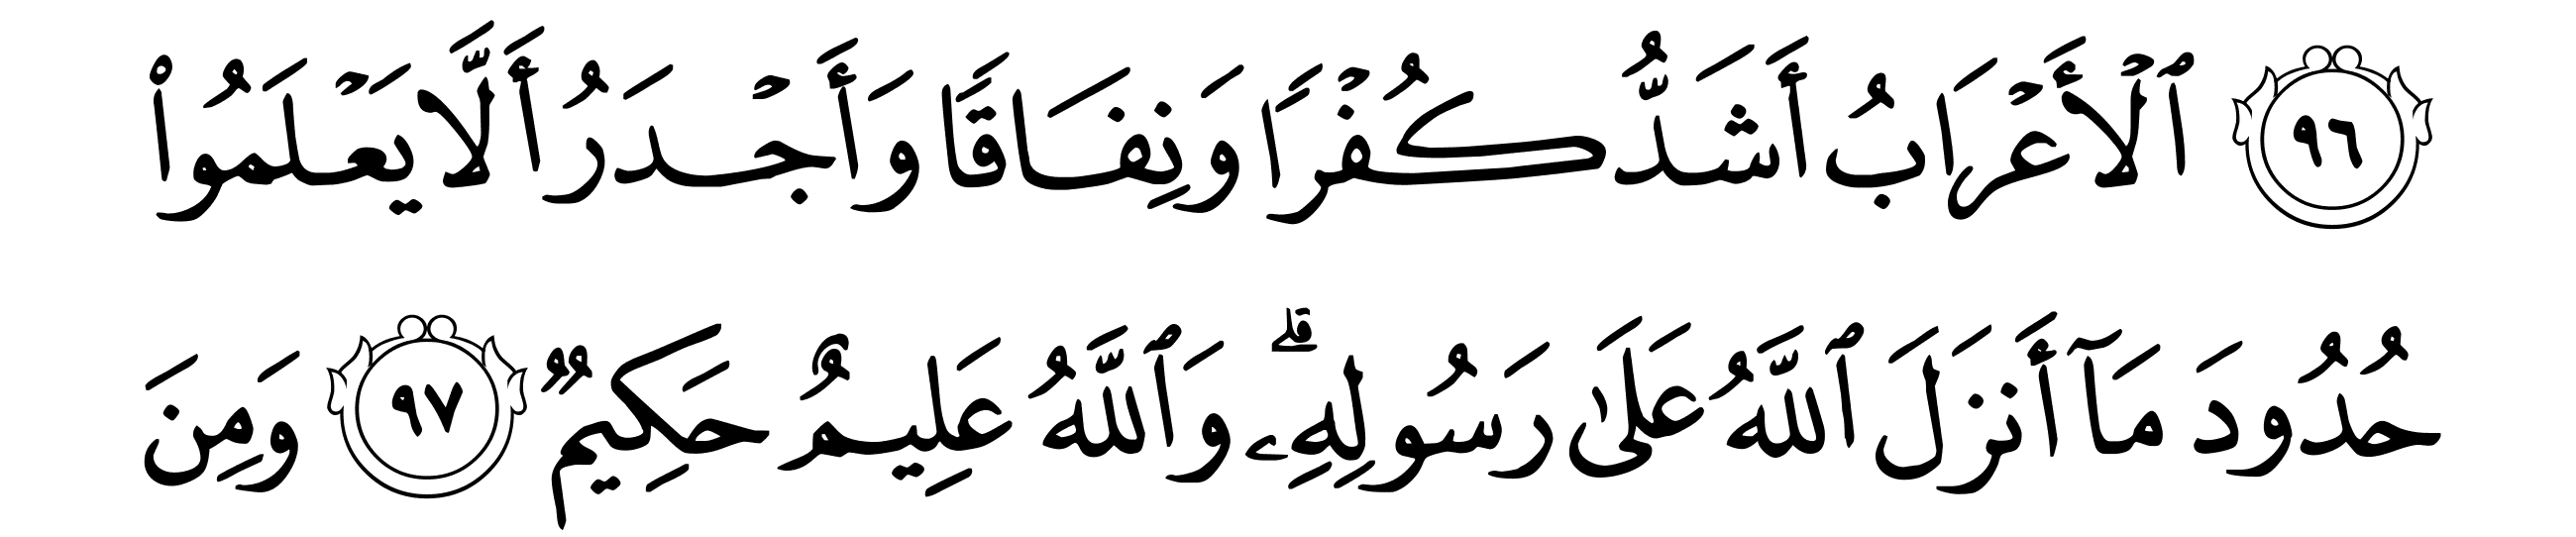 ٩٦ ٱلۡأَعۡرَابُ أَشَدُّ كُفۡرٗا وَنِفَاقٗا وَأَجۡدَرُ أَلَّا يَعۡلَمُواْ
حُدُودَ مَآ أَنزَلَ ٱللَّهُ عَلَىٰ رَسُولِهِۦۗ وَٱللَّهُ عَلِيمٌ حَكِيمٞ ٩٧ وَمِنَ